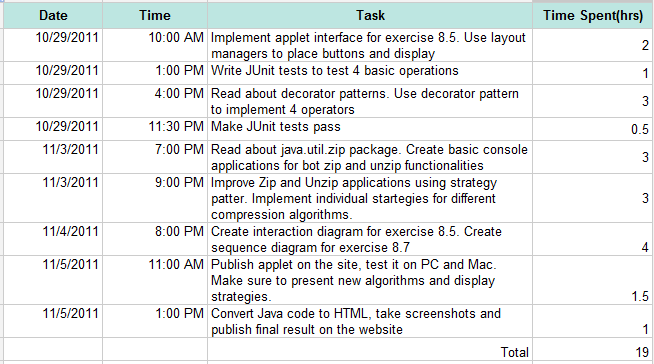 Date Time Task Time Spent(hrs)
10/29/2011 10:00 AM Implement applet interface for exercise 8.5. Use layout
managers to place buttons and display 2
10/29/2011 1:00 PM Write JUnit tests to test 4 basic operations 1
10/29/2011 4:00 PM Read about decorator patterns. Use decorator pattern
to implement 4 operators 3
10/29/2011 11:30 PM Make JUnit tests pass 0.5
11/3/2011 7:00 PM Read about java.util.zip package. Create basic console
applications for bot zip and unzip functionalities 3
11/3/2011 9:00 PM Improve Zip and Unzip applications using strategy
patter. Implement individual startegies for different 3
compression algorithms.
11/4/2011 8:00 PM Create interaction diagram for exercise 8.5. Create
sequence diagram for exercise 8.7 4
11/5/2011 11:00 AM Publish applet on the site, test it on PC and Mac.
Make sure to present new algorithms and display
strategies. 1.5
11/5/2011 1:00 PM Convert Java code to HTML, take screenshots and
publish final result on the website 1
Total 19